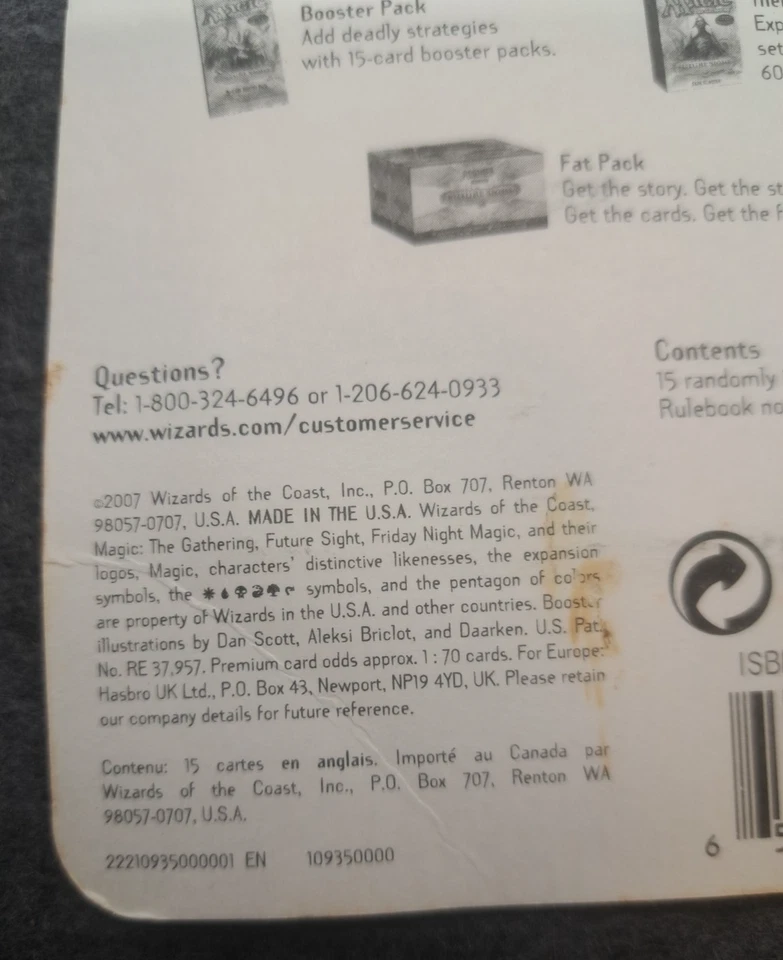 Booster Pack
Add deadly strategies
with 15-card booster packs.
Exp
set
60
Fat Pack
Get the story. Get the st
Get the cards. Get the f
Questions?
Tel: 1-800-324-6496 or 1-206-624-0933
www.wizards.com/customerservice
Contents
15 randomly
Rulebook no
©2007 Wizards of the Coast, Inc., P.O. Box 707, Renton WA
98057-0707, U.S.A. MADE IN THE U.S.A. Wizards of the Coast,
Magic: The Gathering, Future Sight, Friday Night Magic, and their
logos, Magic, characters' distinctive likenesses, the expansion
symbols, the symbols, and the pentagon of colors
are property of Wizards in the U.S.A. and other countries. Booster
illustrations by Dan Scott, Aleksi Briclot, and Daarken. U.S. Pat.
No. RE 37,957. Premium card odds approx. 1:70 cards. For Europe:
Hasbro UK Ltd., P.O. Box 43, Newport, NP19 4YD, UK. Please retain
our company details for future reference.
ISB
Contenu: 15 cartes en anglais. Importé au Canada par
Wizards of the Coast, Inc., P.O. Box 707, Renton WA
98057-0707, U.S.A.
6
22210935000001 EN 109350000